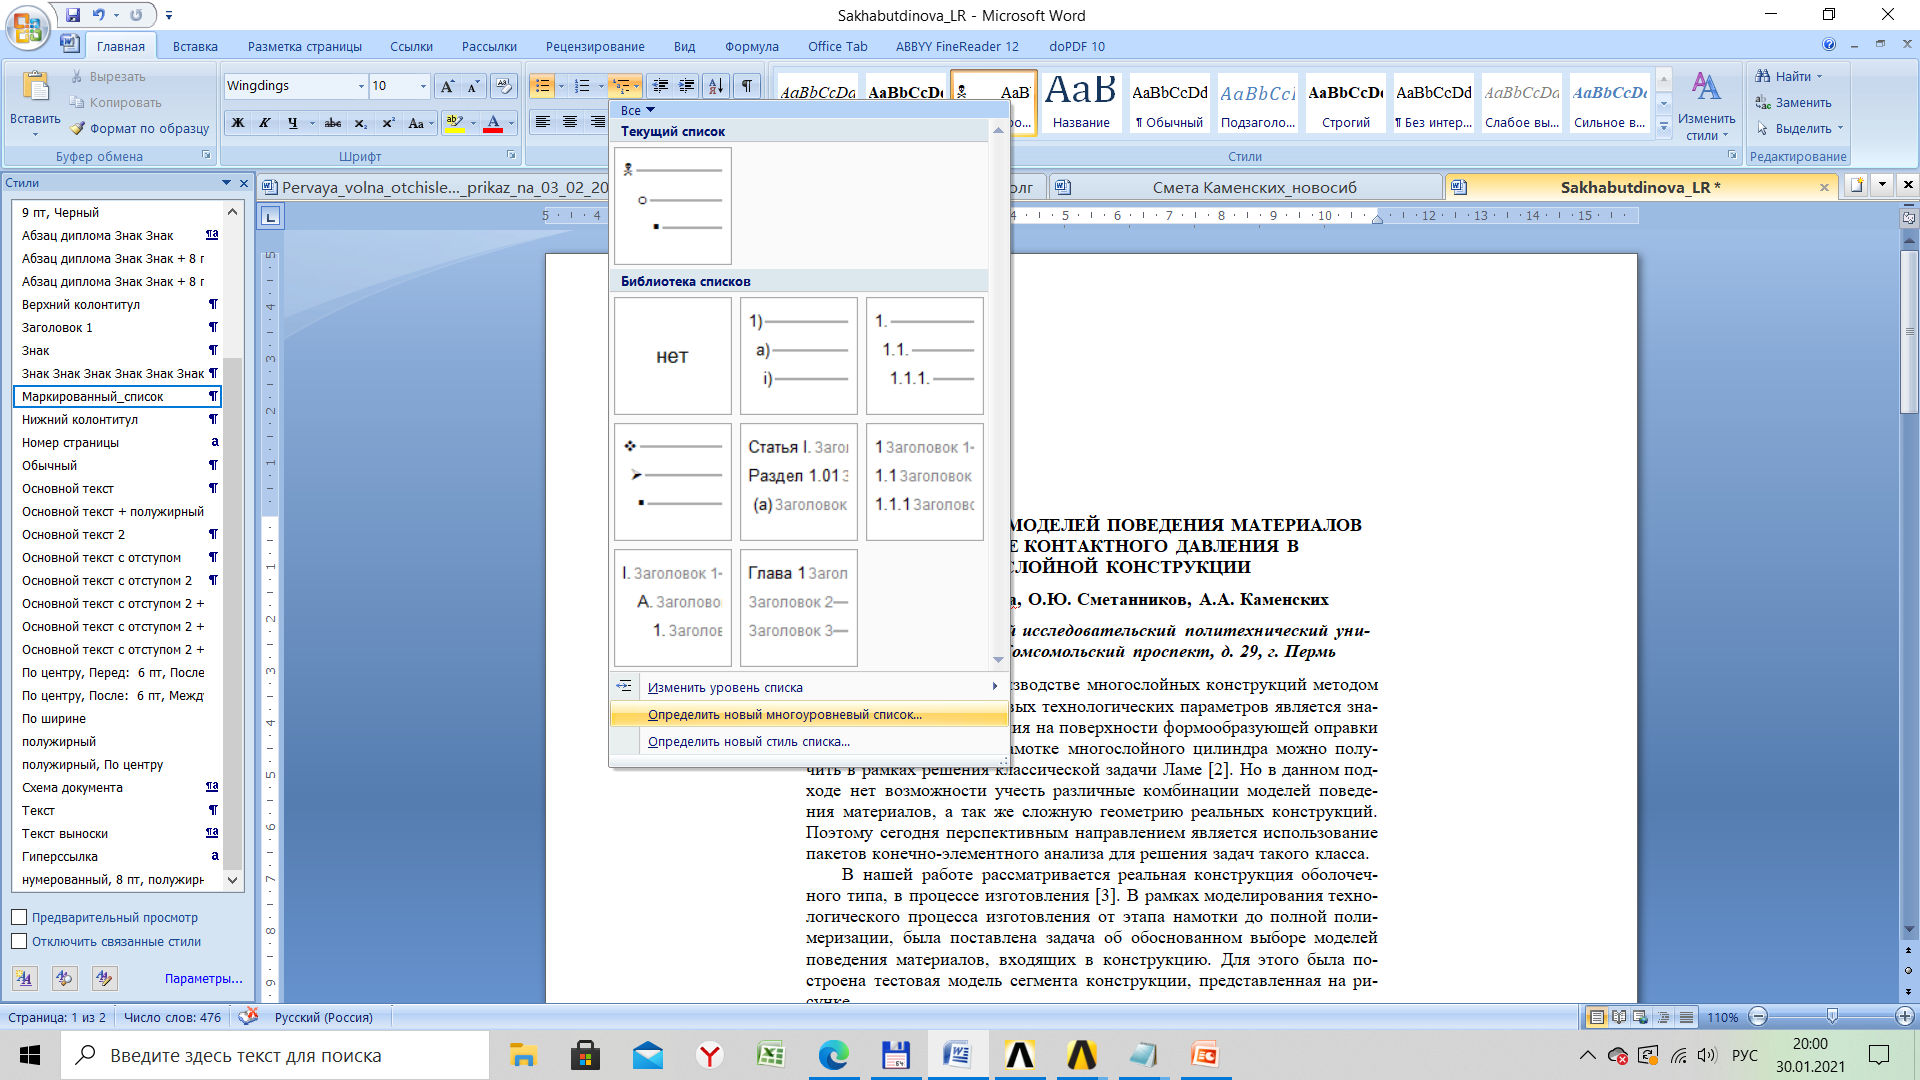 Sakhabutdinova_LR - Microsoft Word
Главная Вставка Разметка страницы Ссылки Рассылки Рецензирование Вид Формула Office Tab ABBYY FineReader 12 doPDF 10
Вставить
Вырезать
Копировать
Формат по образцу
Буфер обмена
Wingdings 10
Ж К Ч abc x₂ x² Aa
Шрифт
AaBbCcDd AaBbCcDd AaB AaB AaBbCcDd AaBbCcI AaBbCcDd AaBbCcDd AaBbCcDd AaBbCcDd
Название ¶ Обычный Подзаголо... Строгий ¶ Без интер... Слабое вы... Сильное в...
Стили
Изменить стили
Найти
Заменить
Выделить
Редактирование
Стили
Pervaya_volna_otchisle..._prikaz_na_03_02_20 олг Смета Каменских_новосиб Sakhabutdinova_LR *
9 пт, Черный
Абзац диплома Знак Знак
Абзац диплома Знак Знак + 8 г
Абзац диплома Знак Знак + 8 г
Верхний колонтитул
Заголовок 1
Знак
Знак Знак Знак Знак Знак Знак
Маркированный_список
Нижний колонтитул
Номер страницы
Обычный
Основной текст
Основной текст + полужирный
Основной текст 2
Основной текст с отступом
Основной текст с отступом 2
Основной текст с отступом 2 +
Основной текст с отступом 2 +
Основной текст с отступом 2 +
По центру, Перед: 6 пт, После
По центру, После: 6 пт, Межд
По ширине
полужирный
полужирный, По центру
Схема документа
Текст
Текст выноски
Гиперссылка
нумерованный, 8 пт, полужирн
Предварительный просмотр
Отключить связанные стили
Параметры...
Все
Текущий список
Библиотека списков
нет
1)
a)
i)
1.
1.1.
1.1.1.
Статья I. Загол
Раздел 1.01 З
(a) Заголовок
1 Заголовок 1
1.1 Заголовок
1.1.1 Заголовс
I. Заголовок 1
A. Заголово
1. Заголов
Глава 1 Загол
Заголовок 2
Заголовок 3
Изменить уровень списка
Определить новый многоуровневый список...
Определить новый стиль списка...
МОДЕЛЕЙ ПОВЕДЕНИЯ МАТЕРИАЛОВ
Е КОНТАКТНОГО ДАВЛЕНИЯ В
СЛОЙНОЙ КОНСТРУКЦИИ
а, О.Ю. Сметанников, А.А. Каменских
й исследовательский политехнический уни-
Комсомольский проспект, д. 29, г. Пермь
изводстве многослойных конструкций методом
вых технологических параметров является зна-
ния на поверхности формообразующей оправки
амотке многослойного цилиндра можно полу-
чить в рамках решения классической задачи Ламе [2]. Но в данном под-
ходе нет возможности учесть различные комбинации моделей поведе-
ния материалов, а так же сложную геометрию реальных конструкций.
Поэтому сегодня перспективным направлением является использование
пакетов конечно-элементного анализа для решения задач такого класса.
В нашей работе рассматривается реальная конструкция оболочеч-
ного типа, в процессе изготовления [3]. В рамках моделирования техно-
логического процесса изготовления от этапа намотки до полной поли-
меризации, была поставлена задача об обоснованном выборе моделей
поведения материалов, входящих в конструкцию. Для этого была по-
строена тестовая модель сегмента конструкции, представленная на ри-
сунке
Страница: 1 из 2 Число слов: 476 Русский (Россия) 110%
Введите здесь текст для поиска
РУС
20:00
30.01.2021